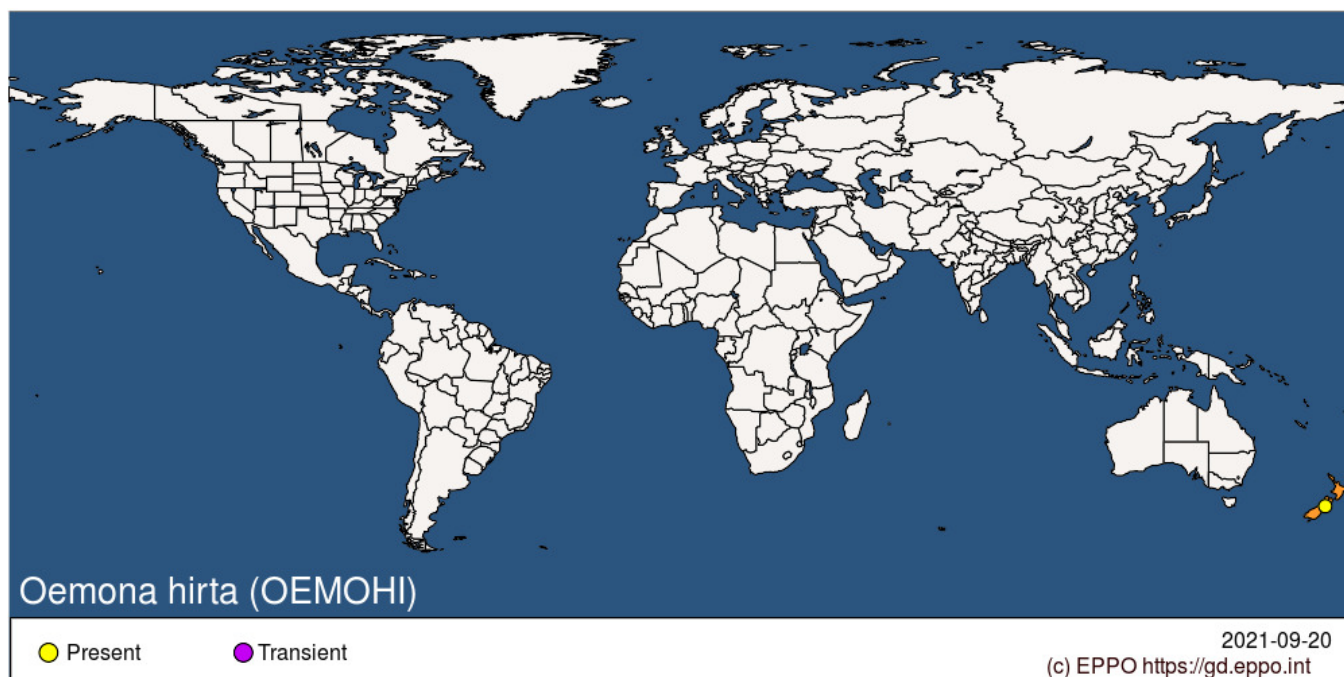 Oemona hirta (OEMOHI)
Present
Transient
2021-09-20
(c) EPPO https://gd.eppo.int